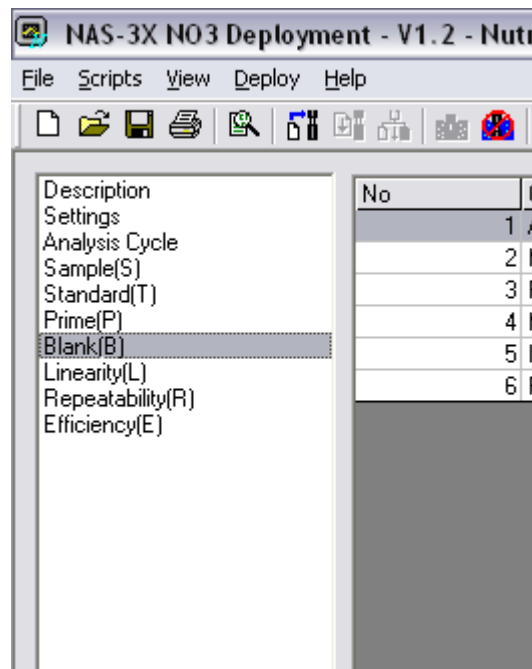 NAS-3X NO3 Deployment - V1.2 -
File Scripts View Deploy Help
Description
Settings
Analysis Cycle
Sample(S)
Standard(T)
Prime(P)
Blank(B)
Linearity(L)
Repeatability(R)
Efficiency(E)
No
1
2
3
4
5
6